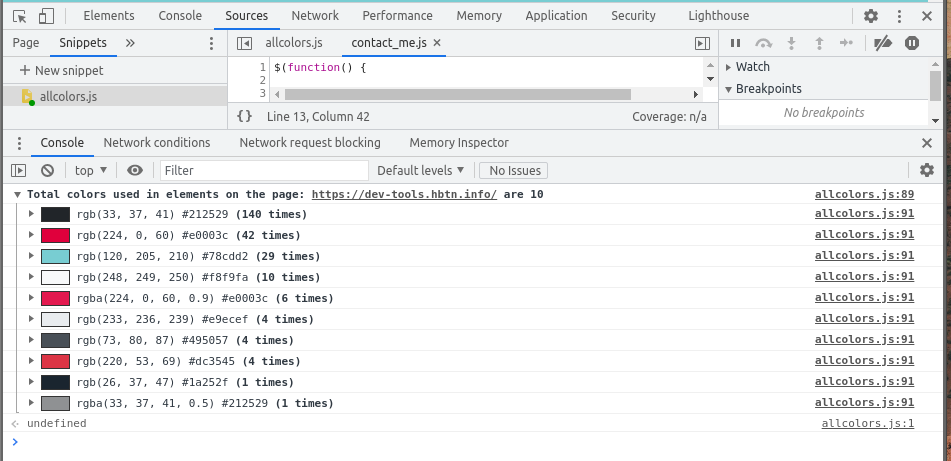 Elements Console Sources Network Performance Memory Application Security Lighthouse
Page Snippets
New snippet
allcolors.js
allcolors.js contact_me.js
1 $(function() {
2
3
{} Line 13, Column 42 Coverage: n/a
Watch
Breakpoints
No breakpoints
Console Network conditions Network request blocking Memory Inspector
top Filter Default levels No Issues
Total colors used in elements on the page: https://dev-tools.hbtn.info/ are 10 allcolors.js:89
rgb(33, 37, 41) #212529 (140 times) allcolors.js:91
rgb(224, 0, 60) #e0003c (42 times) allcolors.js:91
rgb(120, 205, 210) #78cdd2 (29 times) allcolors.js:91
rgb(248, 249, 250) #f8f9fa (10 times) allcolors.js:91
rgba(224, 0, 60, 0.9) #e0003c (6 times) allcolors.js:91
rgb(233, 236, 239) #e9ecef (4 times) allcolors.js:91
rgb(73, 80, 87) #495057 (4 times) allcolors.js:91
rgb(220, 53, 69) #dc3545 (4 times) allcolors.js:91
rgb(26, 37, 47) #1a252f (1 times) allcolors.js:91
rgba(33, 37, 41, 0.5) #212529 (1 times) allcolors.js:91
undefined allcolors.js:1